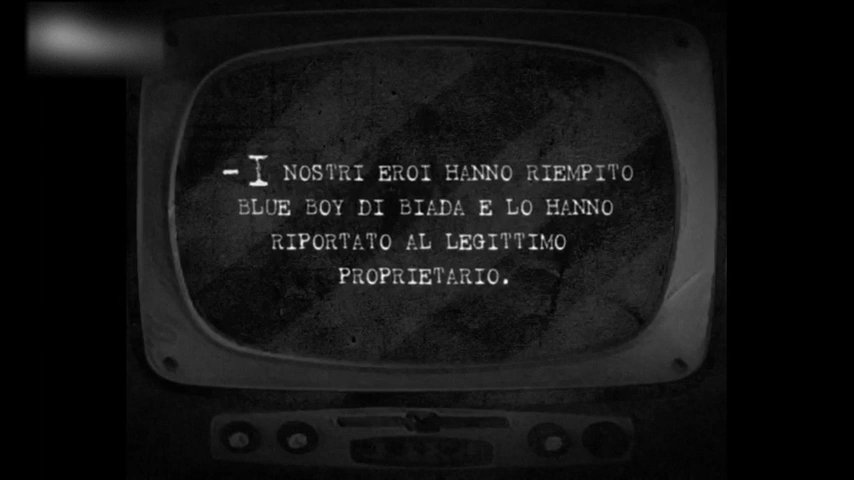 -I NOSTRI EROI HANNO RIEMPITO
BLUE BOY DI BIADA E LO HANNO
RIPORTATO AL LEGITTIMO
PROPRIETARIO.